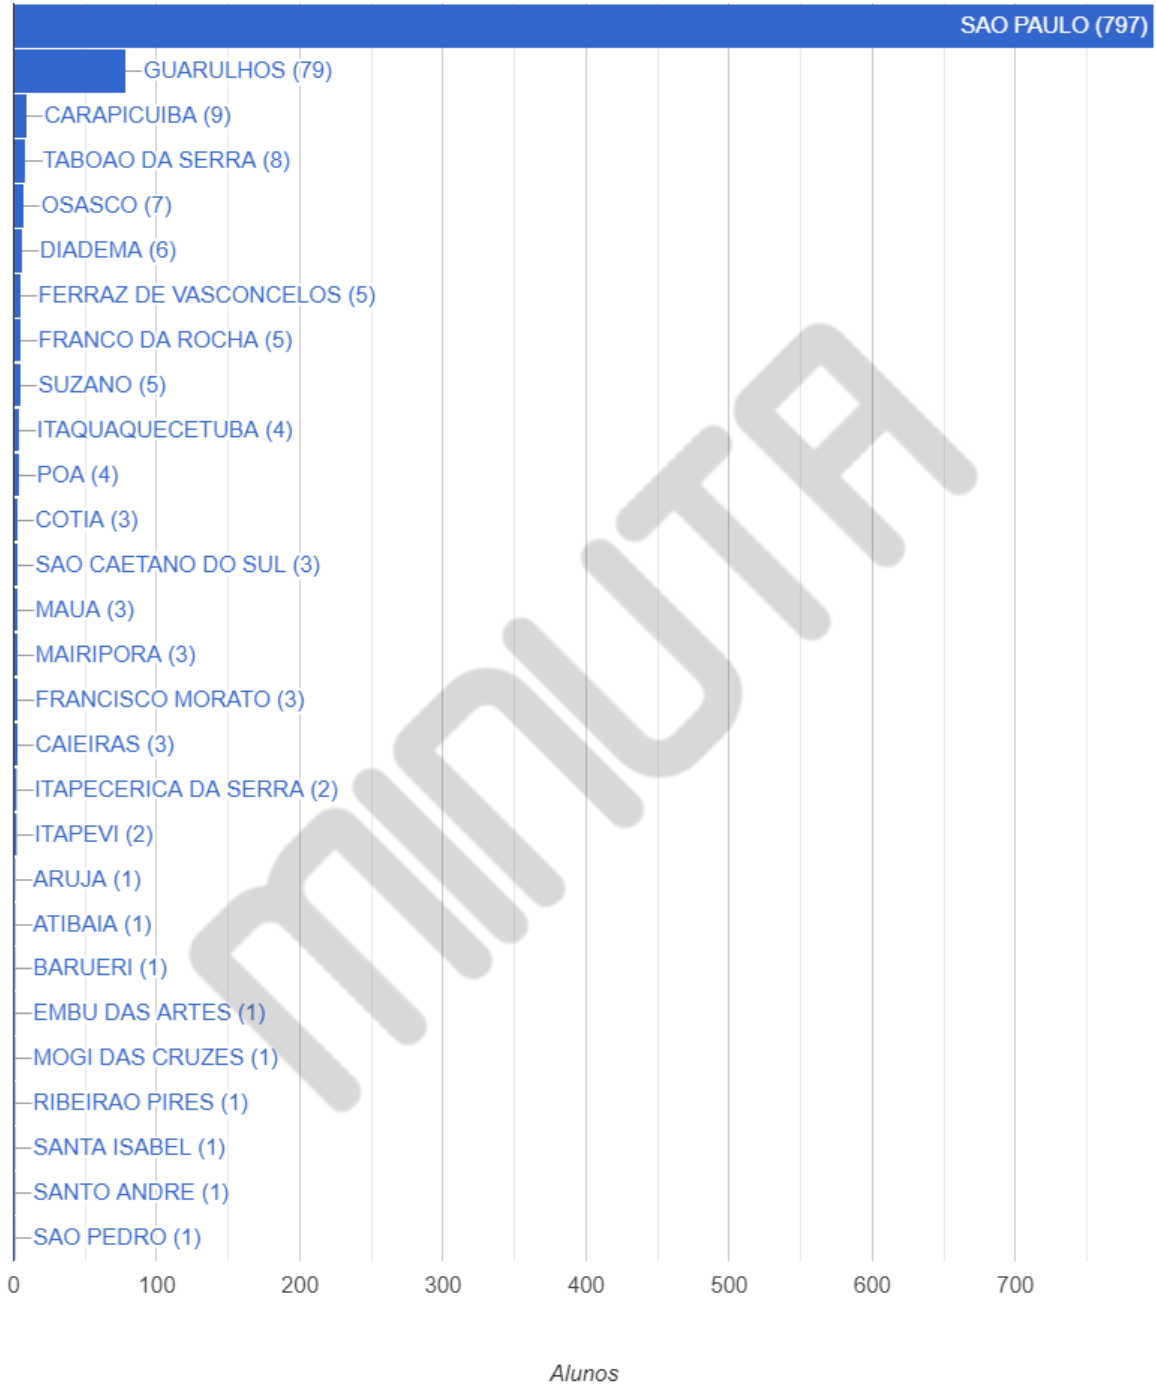 SAO PAULO (797)
GUARULHOS (79)
CARAPICUIBA (9)
TABOAO DA SERRA (8)
OSASCO (7)
DIADEMA (6)
FERRAZ DE VASCONCELOS (5)
FRANCO DA ROCHA (5)
SUZANO (5)
ITAQUAQUECETUBA (4)
POA (4)
COTIA (3)
SAO CAETANO DO SUL (3)
MAUA (3)
MAIRIPORA (3)
FRANCISCO MORATO (3)
CAIEIRAS (3)
ITAPECERICA DA SERRA (2)
ITAPEVI (2)
ARUJA (1)
ATIBAIA (1)
BARUERI (1)
EMBU DAS ARTES (1)
MOGI DAS CRUZES (1)
RIBEIRAO PIRES (1)
SANTA ISABEL (1)
SANTO ANDRE (1)
SAO PEDRO (1)
0 100 200 300 400 500 600 700
Alunos
MINUTA